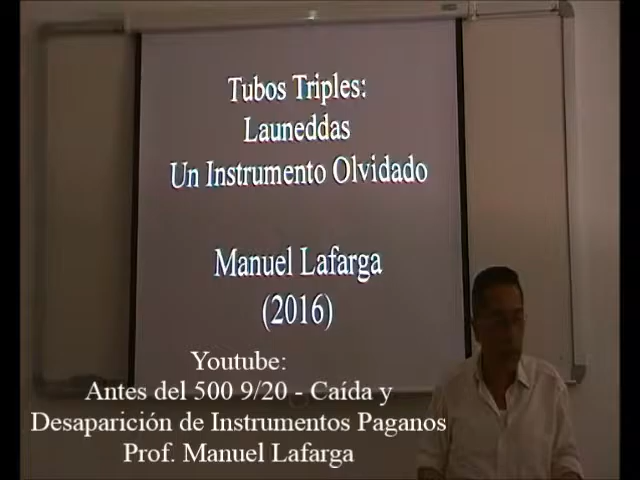 Tubos Triples:
Launeddas
Un Instrumento Olvidado
Manuel Lafarga
(2016)
Youtube:
Antes del 500 9/20 - Caída y
Desaparición de Instrumentos Paganos
Prof. Manuel Lafarga